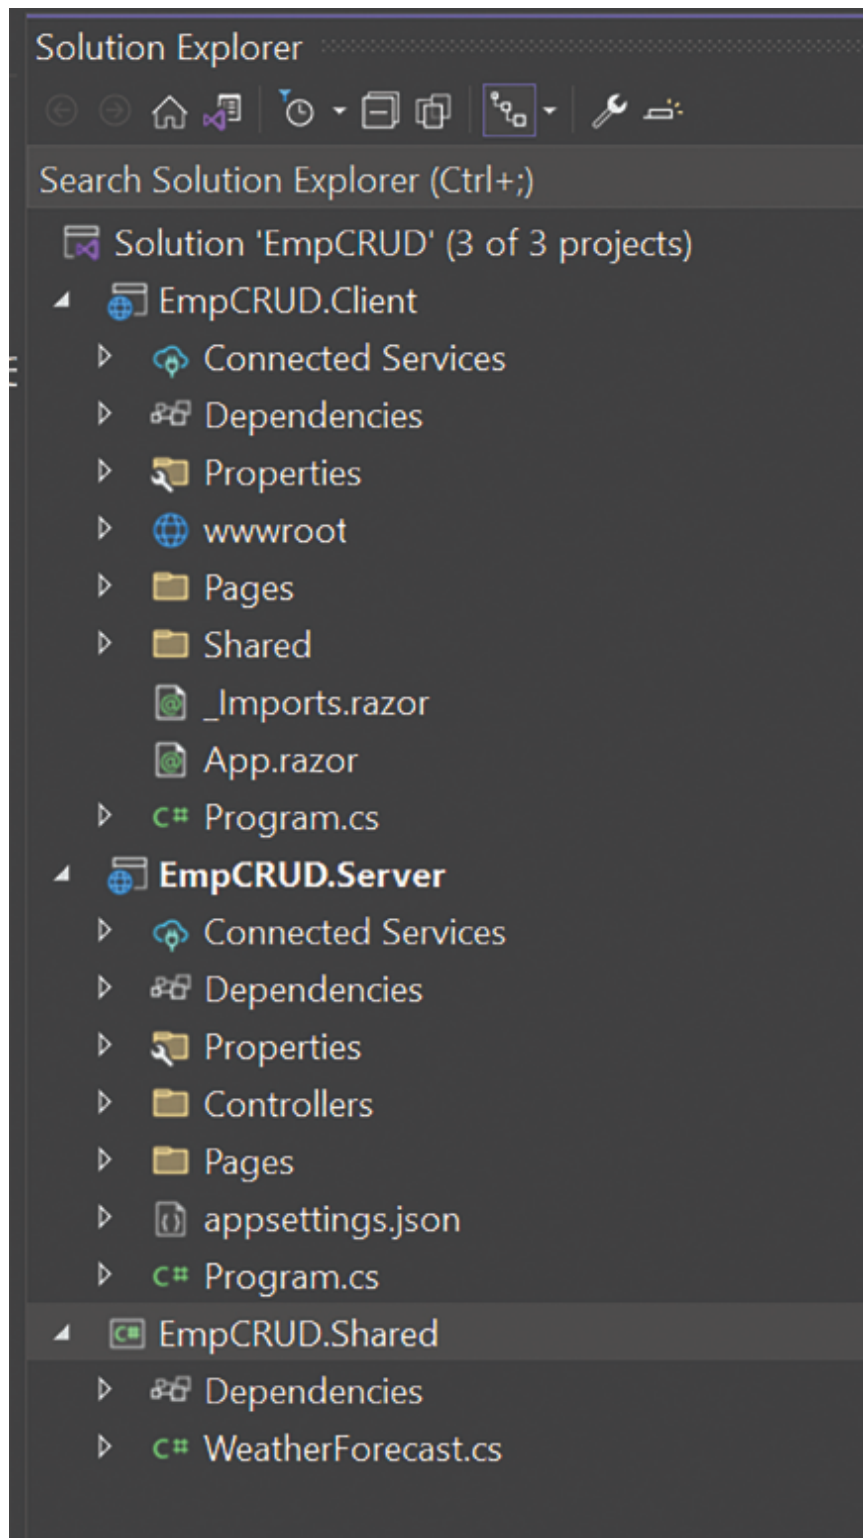 Solution Explorer
Search Solution Explorer (Ctrl+;)
Solution 'EmpCRUD' (3 of 3 projects)
EmpCRUD.Client
Connected Services
Dependencies
Properties
wwwroot
Pages
Shared
_Imports.razor
App.razor
C# Program.cs
EmpCRUD.Server
Connected Services
Dependencies
Properties
Controllers
Pages
appsettings.json
C# Program.cs
C# EmpCRUD.Shared
Dependencies
C# WeatherForecast.cs